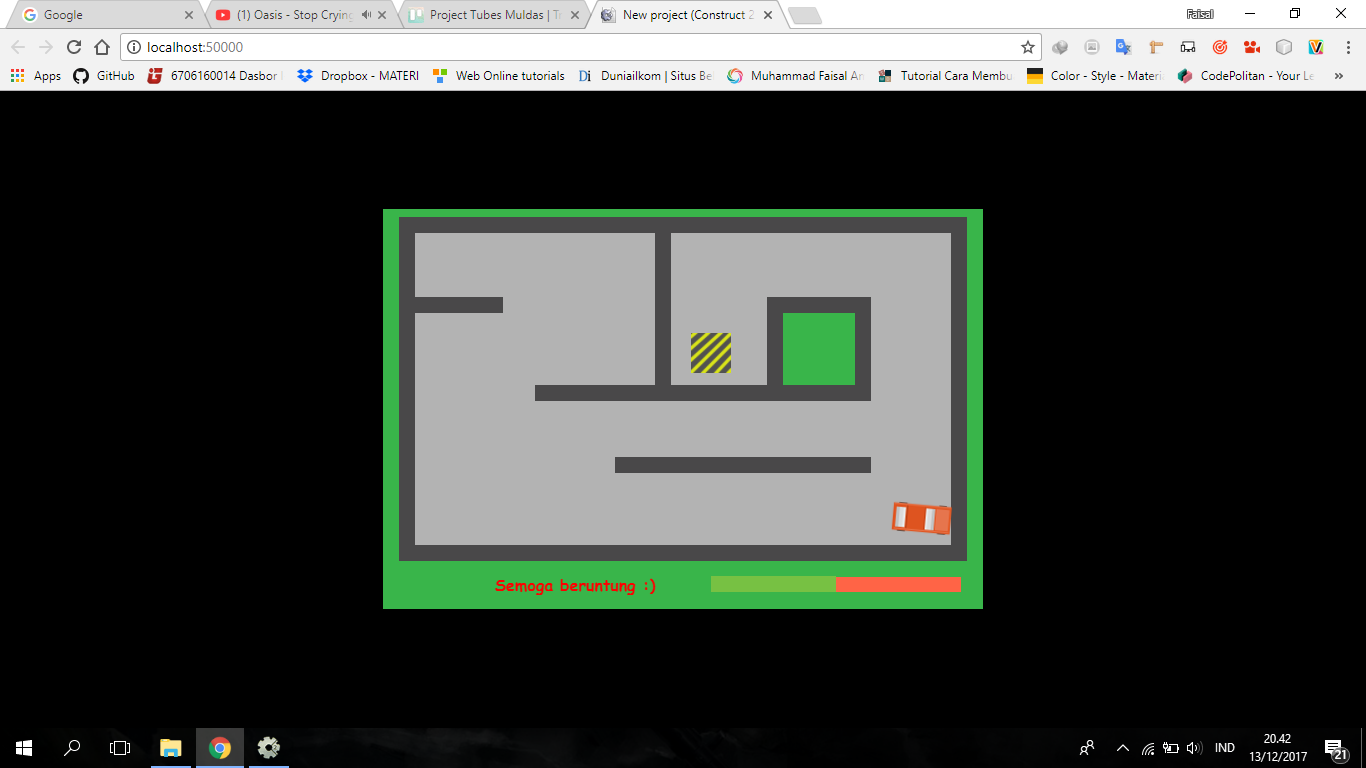 Google
(1) Oasis - Stop Crying
Project Tubes Muldas | T
New project (Construct 2
Faisal
localhost:50000
Apps
GitHub
6706160014 Dasbor
Dropbox - MATERI
Web Online tutorials
Duniailkom | Situs Be
Muhammad Faisal Am
Tutorial Cara Membu
Color - Style - Materi
CodePolitan - Your Le
Semoga beruntung :)
IND
20.42
13/12/2017
21